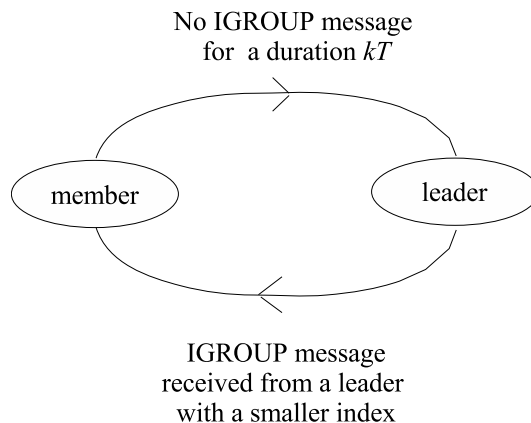 No IGROUP message
for a duration kT
member
leader
IGROUP message
received from a leader
with a smaller index